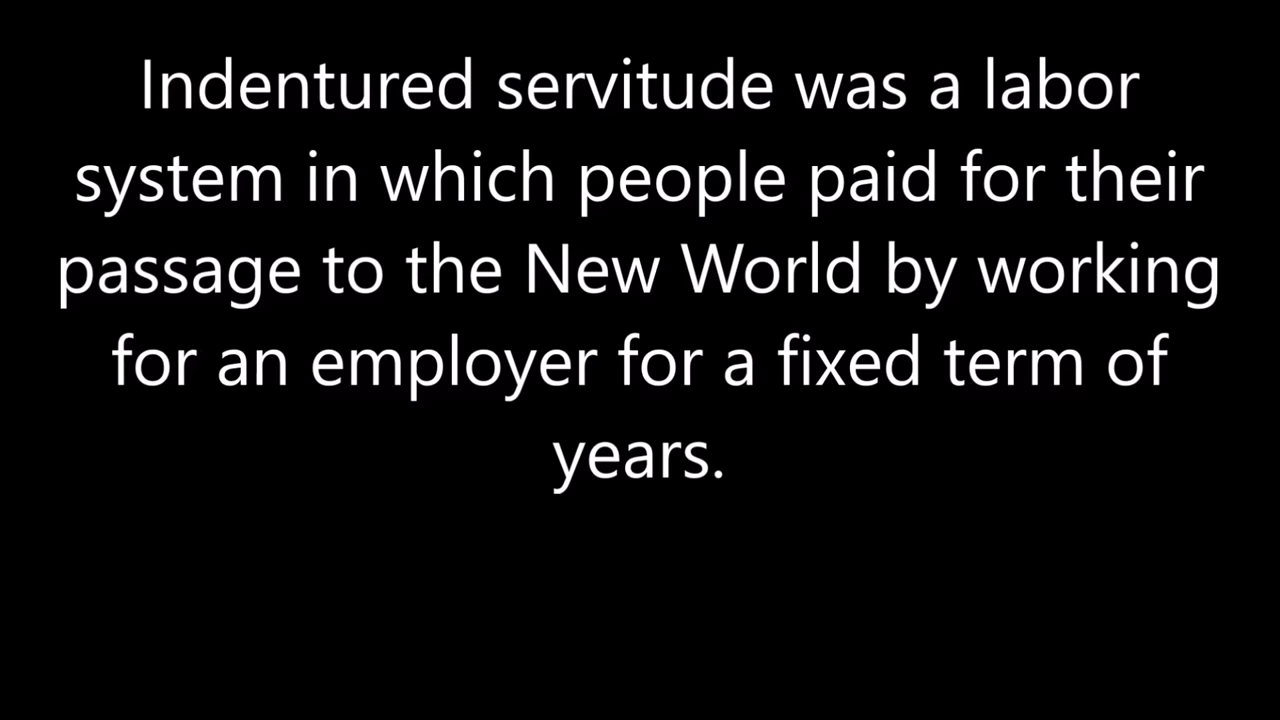 Indentured servitude was a labor
system in which people paid for their
passage to the New World by working
for an employer for a fixed term of
years.